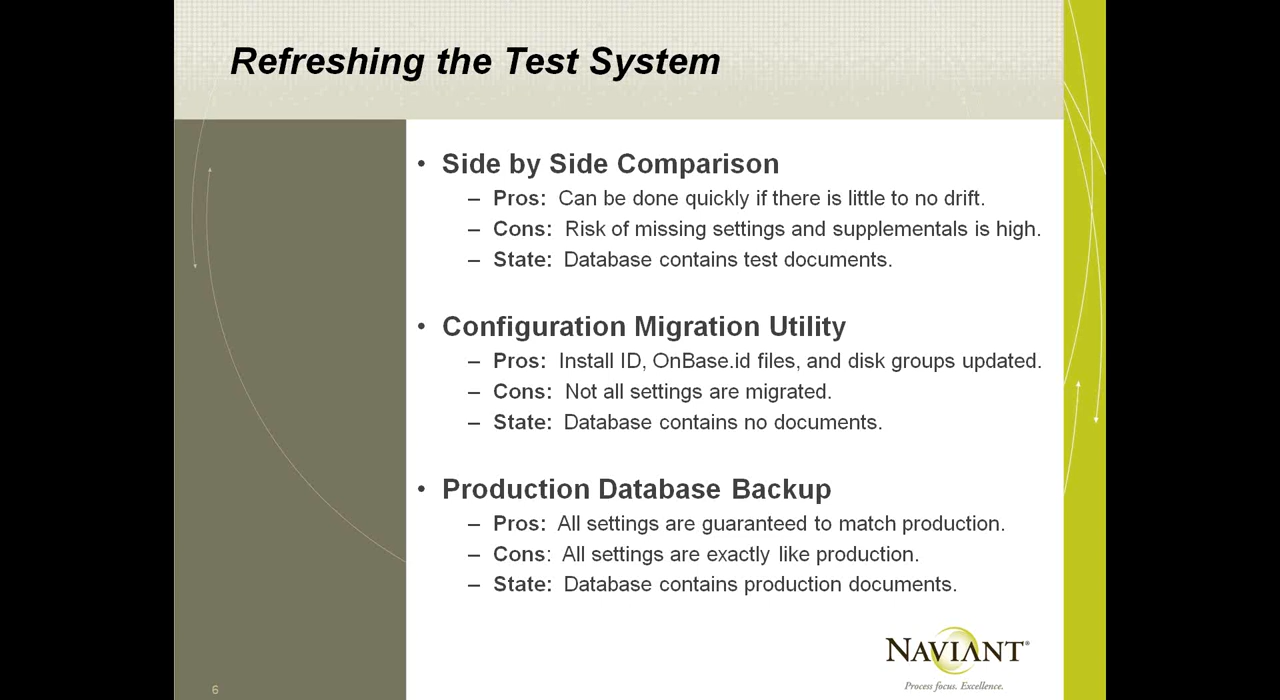 Refreshing the Test System
• Side by Side Comparison
– Pros: Can be done quickly if there is little to no drift.
– Cons: Risk of missing settings and supplementals is high.
– State: Database contains test documents.
• Configuration Migration Utility
– Pros: Install ID, OnBase.id files, and disk groups updated.
– Cons: Not all settings are migrated.
– State: Database contains no documents.
• Production Database Backup
– Pros: All settings are guaranteed to match production.
– Cons: All settings are exactly like production.
– State: Database contains production documents.
NAVIANT®
Process focus. Excellence.
6